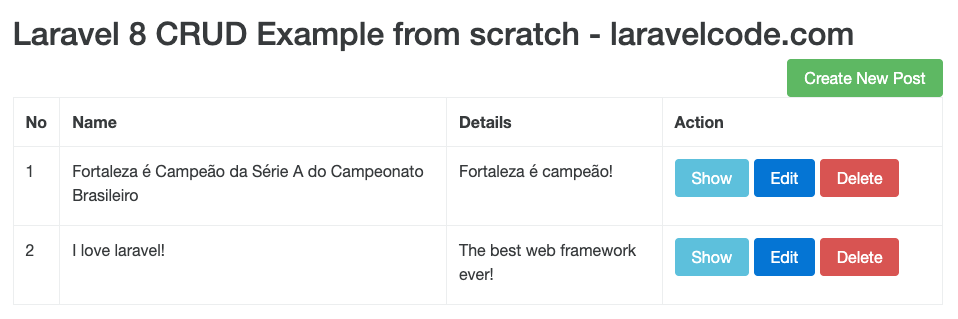 Laravel 8 CRUD Example from scratch - laravelcode.com
Create New Post
No Name Details Action
1 Fortaleza é Campeão da Série A do Campeonato Fortaleza é campeão! Show Edit Delete
Brasileiro
2 I love laravel! The best web framework Show Edit Delete
ever!